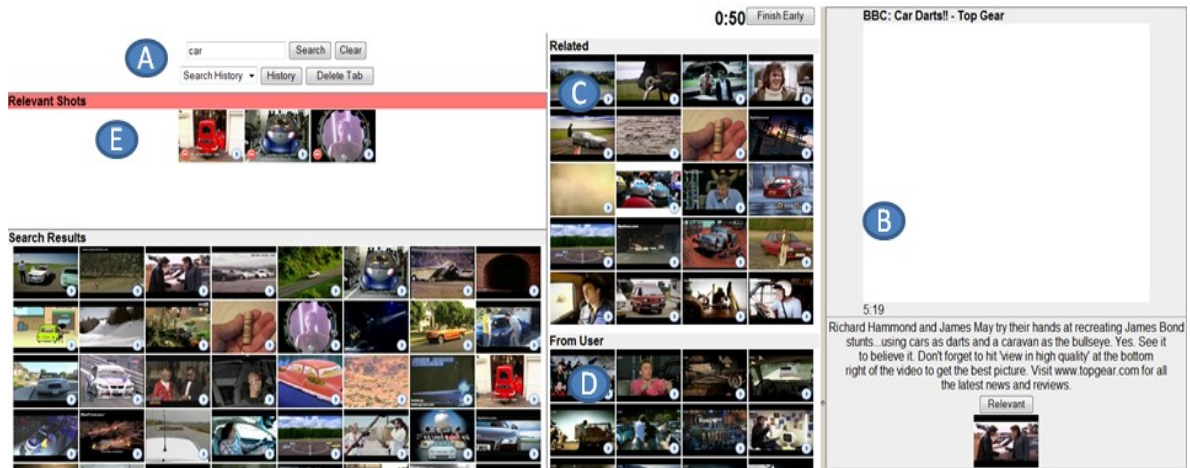 0:50 Finish Early
A
car Search Clear
Search History History Delete Tab
Relevant Shots
E
Search Results
Related
C
From User
D
BBC: Car Darts!! - Top Gear
B
5:19
Richard Hammond and James May try their hands at recreating James Bond
stunts...using cars as darts and a caravan as the bullseye. Yes. See it
to believe it. Don't forget to hit 'view in high quality' at the bottom
right of the video to get the best picture. Visit www.topgear.com for all
the latest news and reviews.
Relevant